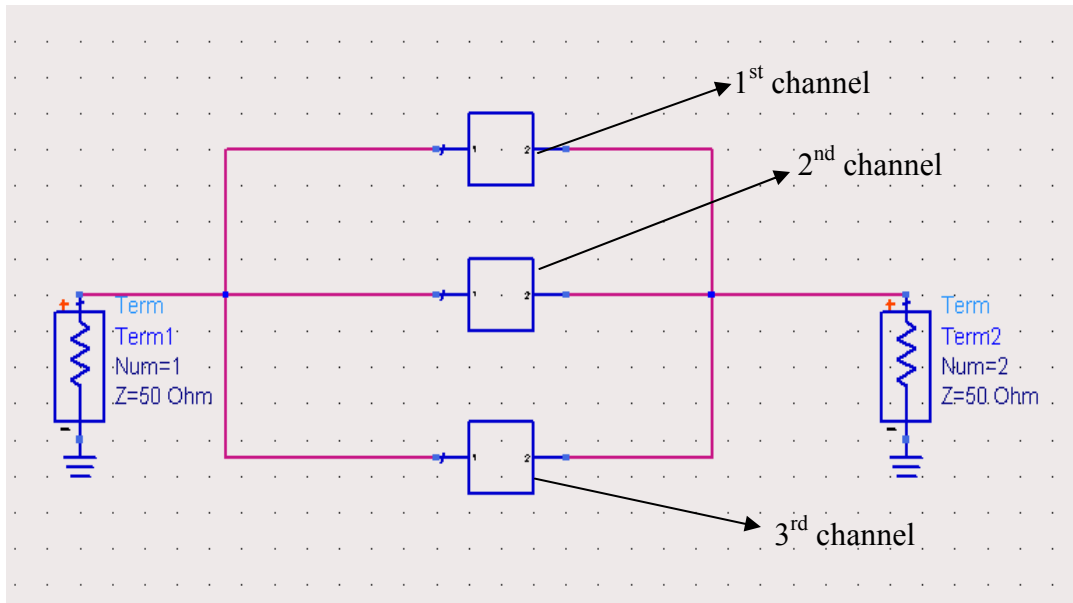 1st channel
1 2
2nd channel
1 2
+ Term
Term1
Num=1
Z=50 Ohm
-
+ Term
Term2
Num=2
Z=50 Ohm
-
1 2
3rd channel